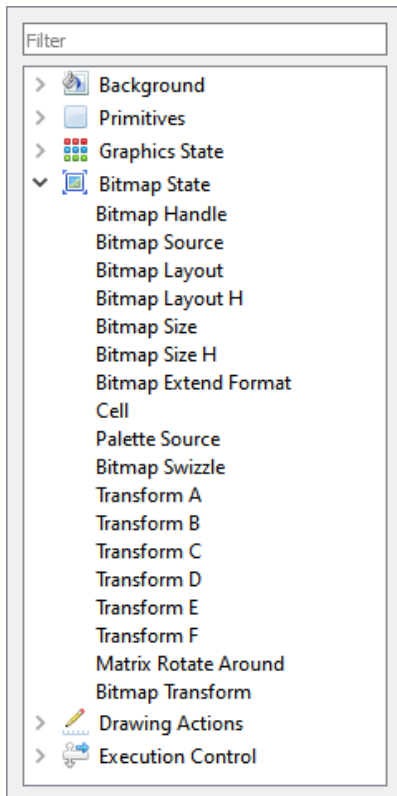 Filter
Background
Primitives
Graphics State
Bitmap State
Bitmap Handle
Bitmap Source
Bitmap Layout
Bitmap Layout H
Bitmap Size
Bitmap Size H
Bitmap Extend Format
Cell
Palette Source
Bitmap Swizzle
Transform A
Transform B
Transform C
Transform D
Transform E
Transform F
Matrix Rotate Around
Bitmap Transform
Drawing Actions
Execution Control